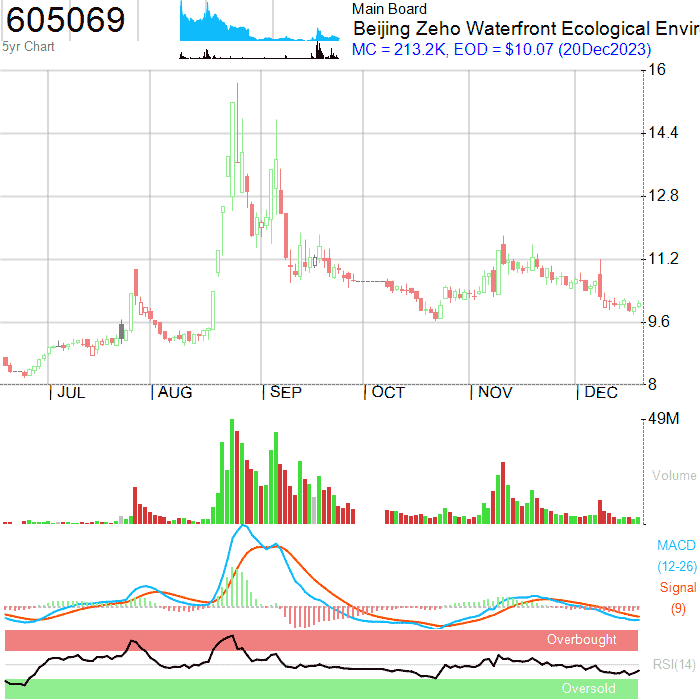 605069
5yr Chart
Main Board
Beijing Zeho Waterfront Ecological Envir
MC = 213.2K, EOD = $10.07 (20Dec2023)
16
14.4
12.8
11.2
9.6
8
JUL AUG SEP OCT NOV DEC
49M
Volume
MACD
(12-26)
Signal
(9)
Overbought
RSI(14)
Oversold